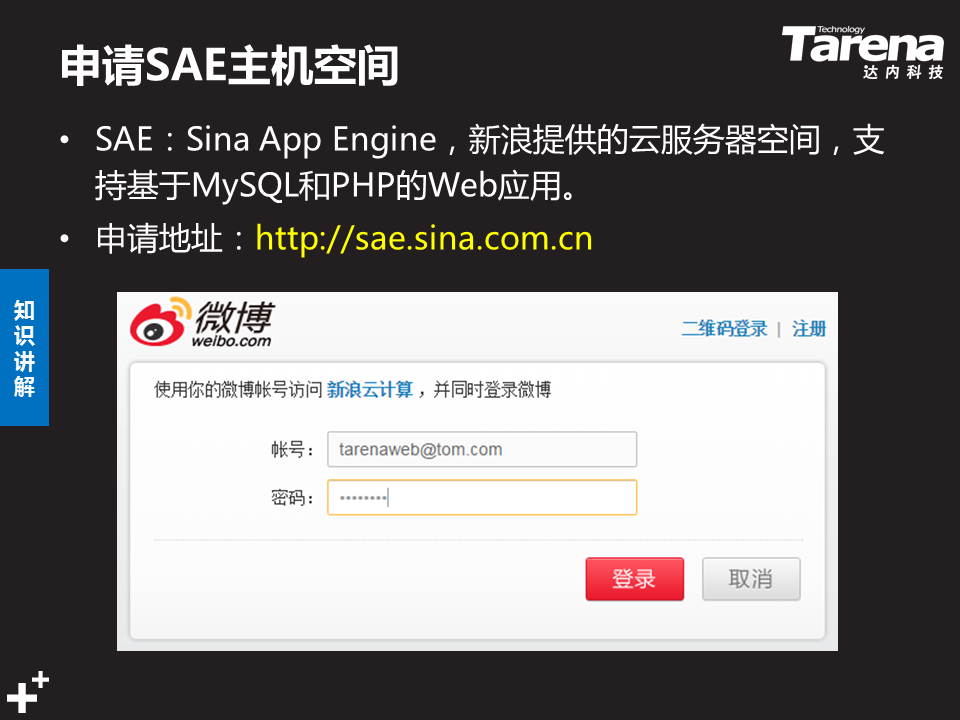 申请SAE主机空间
Technology
Tarena
达内科技
• SAE：Sina App Engine，新浪提供的云服务器空间，支
持基于MySQL和PHP的Web应用。
• 申请地址：http://sae.sina.com.cn
知识讲解
微博
weibo.com
二维码登录 | 注册
使用你的微博帐号访问 新浪云计算 ，并同时登录微博
帐号： tarenaweb@tom.com
密码： ••••••••
登录 取消